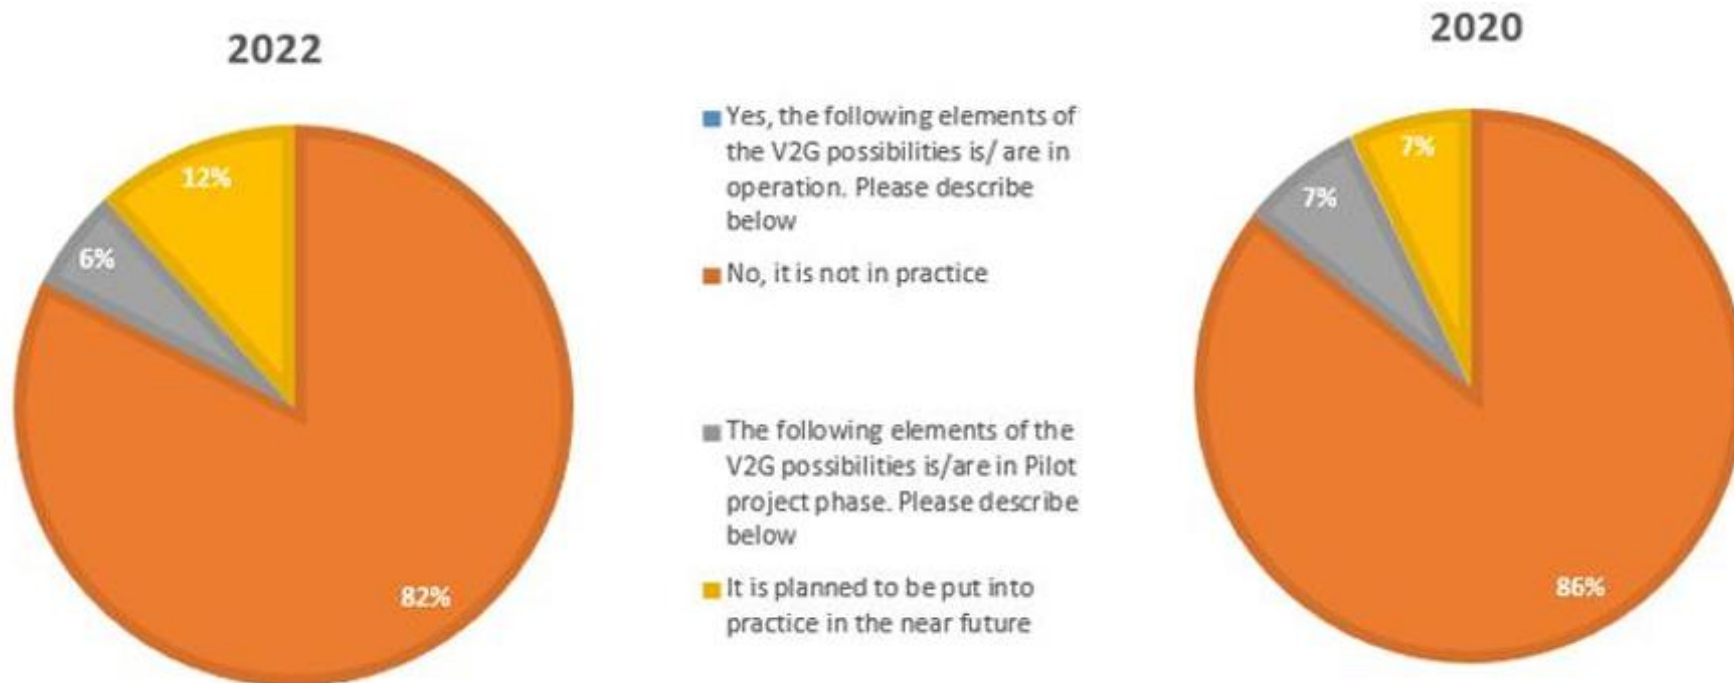 2022
12%
6%
82%
Yes, the following elements of
the V2G possibilities is/ are in
operation. Please describe
below
No, it is not in practice
The following elements of the
V2G possibilities is/are in Pilot
project phase. Please describe
below
It is planned to be put into
practice in the near future
2020
7%
7%
86%